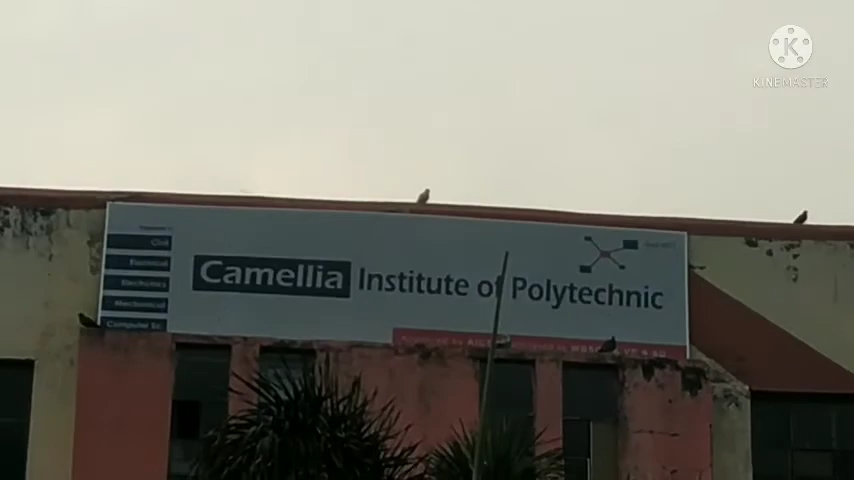 KINEMASTER
Civil
Electrical
Electronics
Mechanical
Computer Sc.
Camellia Institute of Polytechnic